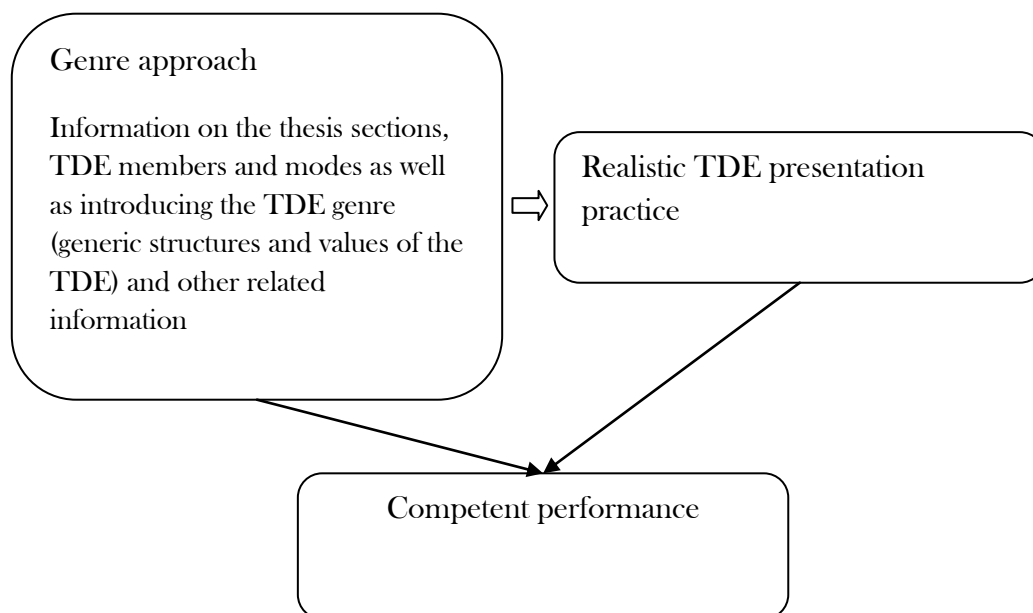 Genre approach
Information on the thesis sections,
TDE members and modes as well
as introducing the TDE genre
(generic structures and values of the
TDE) and other related
information
Realistic TDE presentation
practice
Competent performance